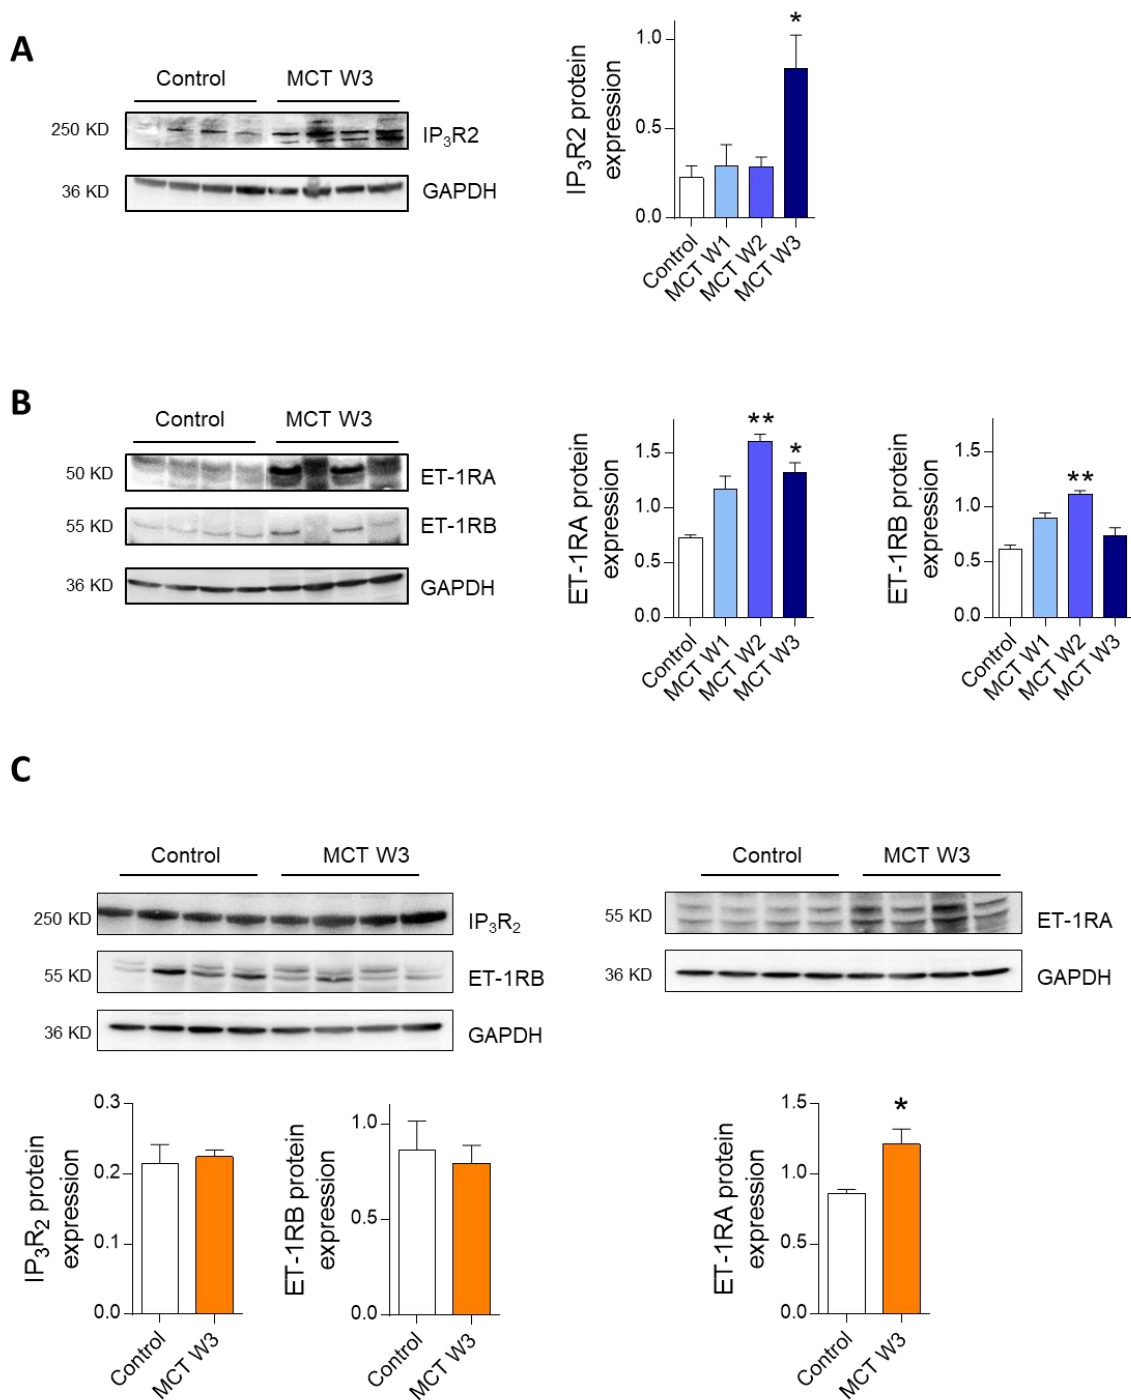 A
Control MCT W3
250 KD IP₃R2
36 KD GAPDH
IP₃R2 protein
expression
1.0
0.5
0.0
*
Control
MCT W1
MCT W2
MCT W3
B
Control MCT W3
50 KD ET-1RA
55 KD ET-1RB
36 KD GAPDH
ET-1RA protein
expression
1.5
1.0
0.5
0.0
**
*
Control
MCT W1
MCT W2
MCT W3
ET-1RB protein
expression
1.5
1.0
0.5
0.0
**
Control
MCT W1
MCT W2
MCT W3
C
Control MCT W3
250 KD IP₃R₂
55 KD ET-1RB
36 KD GAPDH
Control MCT W3
55 KD ET-1RA
36 KD GAPDH
IP₃R₂ protein
expression
0.3
0.2
0.1
0.0
Control
MCT W3
ET-1RB protein
expression
1.0
0.5
0.0
Control
MCT W3
ET-1RA protein
expression
1.5
1.0
0.5
0.0
*
Control
MCT W3